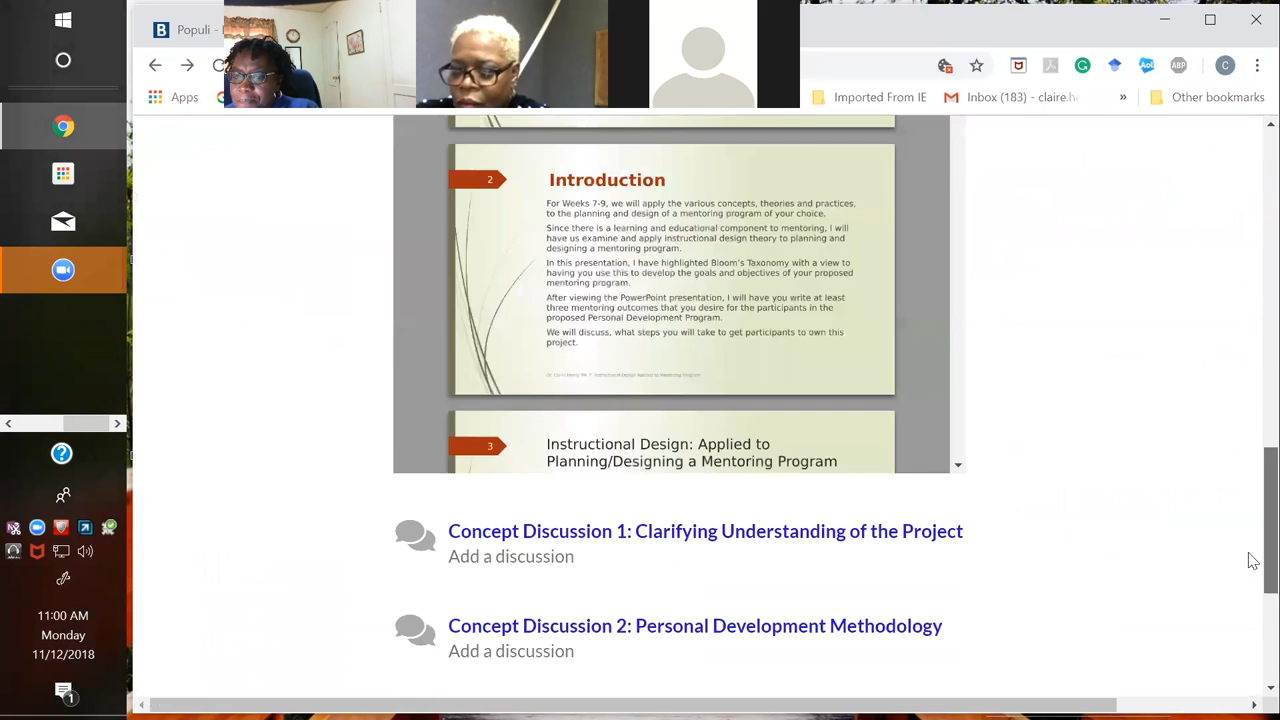 Populi -
Apps
Imported From IE
Inbox (183) - claire.h
»
Other bookmarks
C
ABP
2
Introduction
For Weeks 7-9, we will apply the various concepts, theories and practices,
to the planning and design of a mentoring program of your choice.
Since there is a learning and educational component to mentoring, I will
have us examine and apply instructional design theory to planning and
designing a mentoring program.
In this presentation, I have highlighted Bloom's Taxonomy with a view to
having you use this to develop the goals and objectives of your proposed
mentoring program.
After viewing the PowerPoint presentation, I will have you write at least
three mentoring outcomes that you desire for the participants in the
proposed Personal Development Program.
We will discuss, what steps you will take to get participants to own this
project.
3
Instructional Design: Applied to
Planning/Designing a Mentoring Program
Concept Discussion 1: Clarifying Understanding of the Project
Add a discussion
Concept Discussion 2: Personal Development Methodology
Add a discussion
11:00 AM
Monday
11/12/2018
1